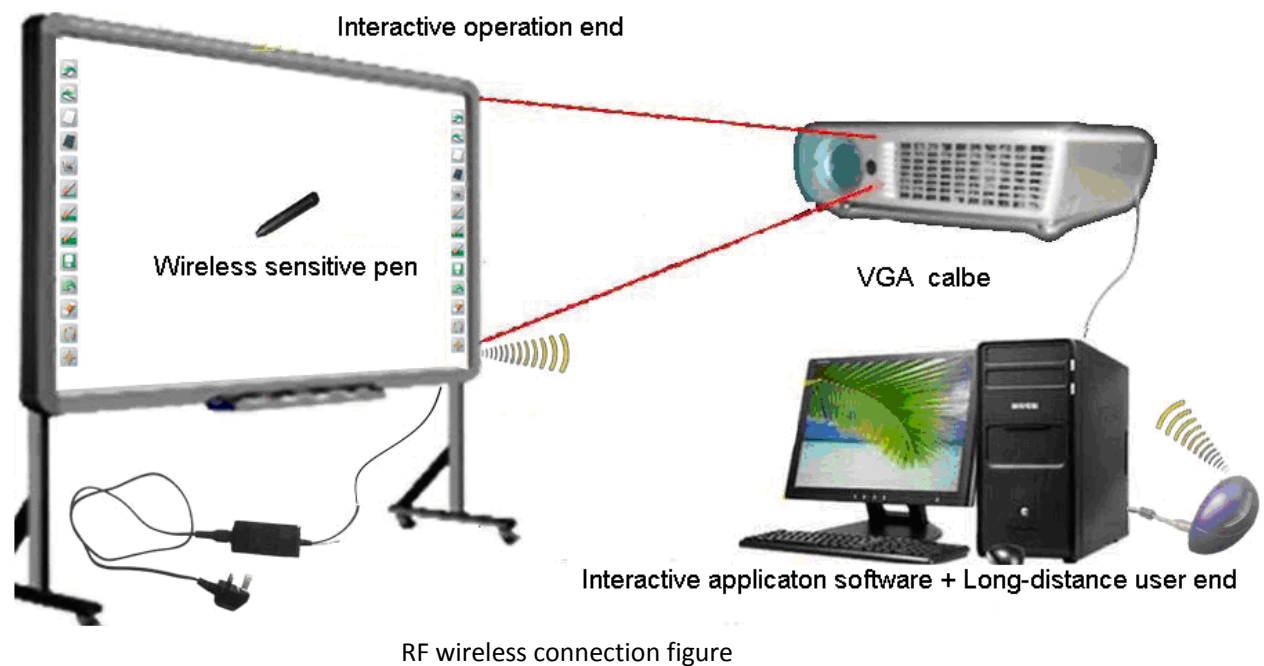 Interactive operation end
Wireless sensitive pen
VGA calbe
Interactive applicaton software + Long-distance user end
RF wireless connection figure